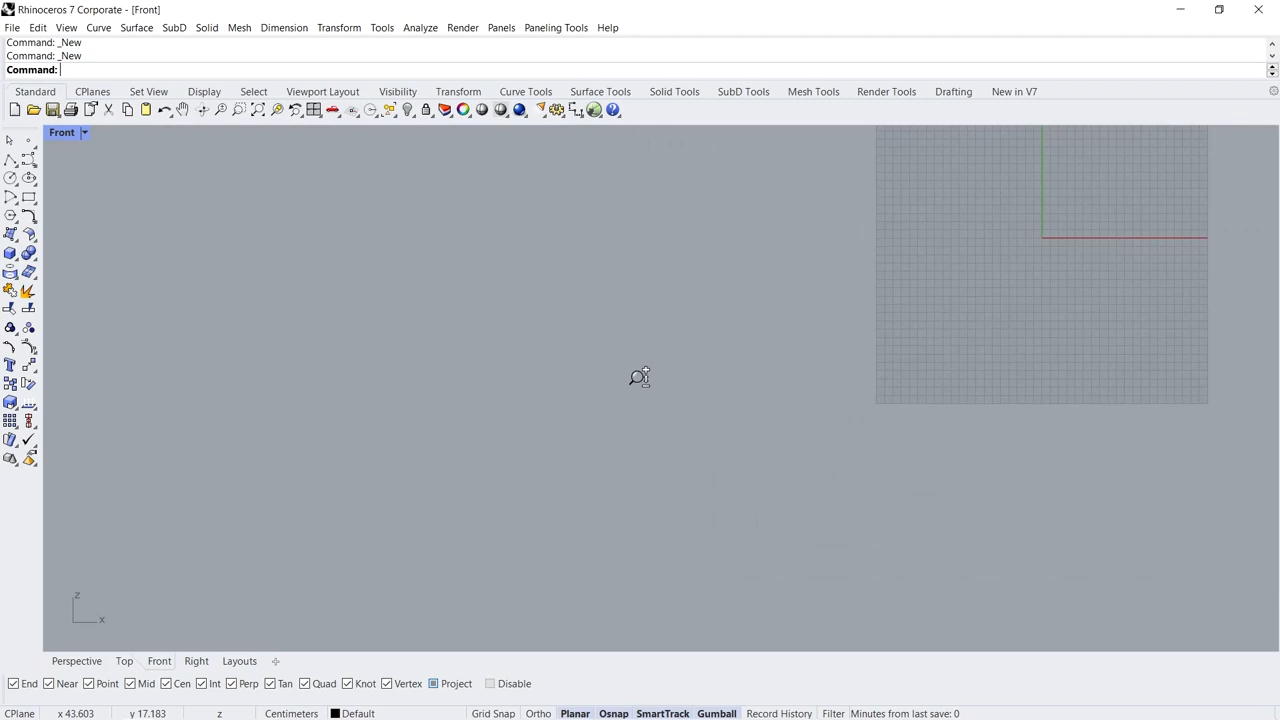 Rhinoceros 7 Corporate - [Front]
File Edit View Curve Surface SubD Solid Mesh Dimension Transform Tools Analyze Render Panels Paneling Tools Help
Command: _New
Command: _New
Command:
Standard CPlanes Set View Display Select Viewport Layout Visibility Transform Curve Tools Surface Tools Solid Tools SubD Tools Mesh Tools Render Tools Drafting New in V7
Front
z
x
Perspective Top Front Right Layouts
End Near Point Mid Cen Int Perp Tan Quad Knot Vertex Project Disable
CPlane x 43.603 y 17.183 z Centimeters Default Grid Snap Ortho Planar Osnap SmartTrack Gumball Record History Filter Minutes from last save: 0